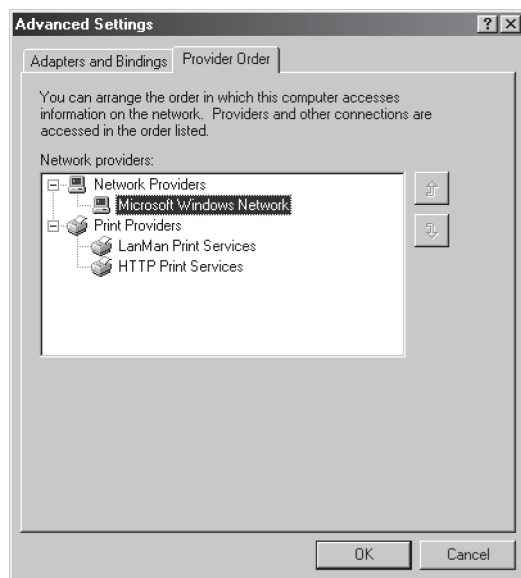 Advanced Settings
Adapters and Bindings
Provider Order
You can arrange the order in which this computer accesses
information on the network. Providers and other connections are
accessed in the order listed.
Network providers:
Network Providers
Microsoft Windows Network
Print Providers
LanMan Print Services
HTTP Print Services
OK
Cancel